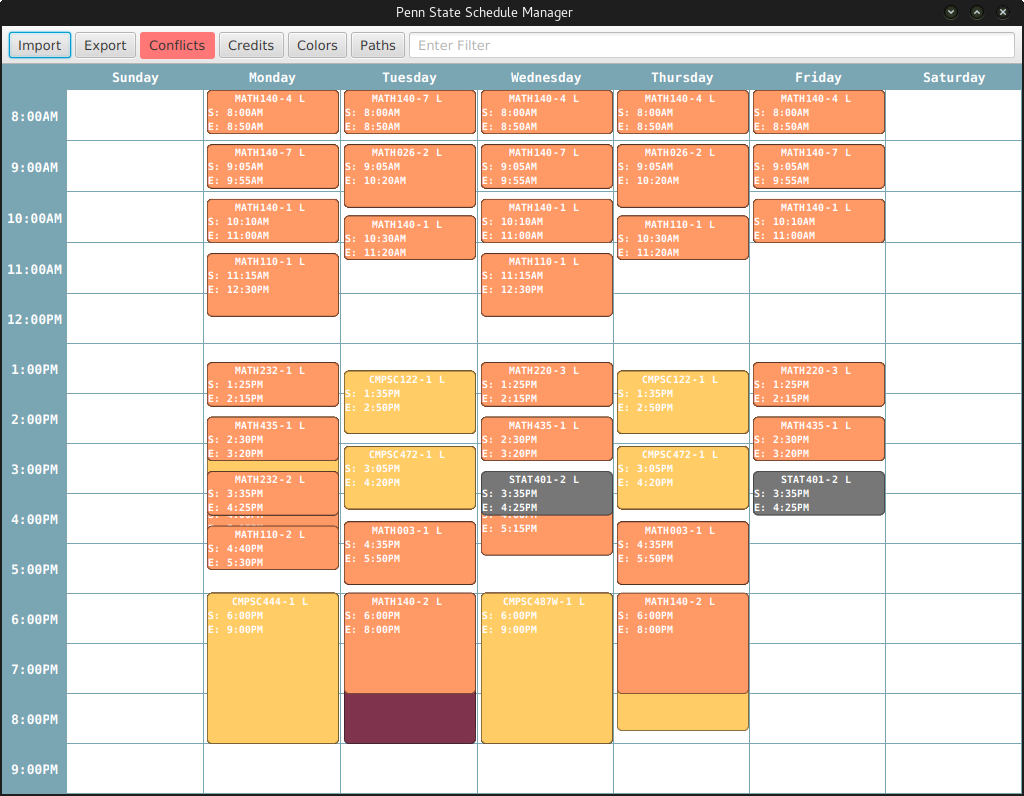 Penn State Schedule Manager
Import Export Conflicts Credits Colors Paths Enter Filter
Sunday Monday Tuesday Wednesday Thursday Friday Saturday
8:00AM
9:00AM
10:00AM
11:00AM
12:00PM
1:00PM
2:00PM
3:00PM
4:00PM
5:00PM
6:00PM
7:00PM
8:00PM
9:00PM
MATH140-4 L
S: 8:00AM
E: 8:50AM
MATH140-7 L
S: 9:05AM
E: 9:55AM
MATH140-1 L
S: 10:10AM
E: 11:00AM
MATH110-1 L
S: 11:15AM
E: 12:30PM
MATH232-1 L
S: 1:25PM
E: 2:15PM
MATH435-1 L
S: 2:30PM
E: 3:20PM
MATH232-2 L
S: 3:35PM
E: 4:25PM
MATH110-2 L
S: 4:40PM
E: 5:30PM
CMPSC444-1 L
S: 6:00PM
E: 9:00PM
MATH140-7 L
S: 8:00AM
E: 8:50AM
MATH026-2 L
S: 9:05AM
E: 10:20AM
MATH140-1 L
S: 10:30AM
E: 11:20AM
CMPSC122-1 L
S: 1:35PM
E: 2:50PM
CMPSC472-1 L
S: 3:05PM
E: 4:20PM
MATH003-1 L
S: 4:35PM
E: 5:50PM
MATH140-2 L
S: 6:00PM
E: 8:00PM
MATH140-4 L
S: 8:00AM
E: 8:50AM
MATH140-7 L
S: 9:05AM
E: 9:55AM
MATH140-1 L
S: 10:10AM
E: 11:00AM
MATH110-1 L
S: 11:15AM
E: 12:30PM
MATH220-3 L
S: 1:25PM
E: 2:15PM
MATH435-1 L
S: 2:30PM
E: 3:20PM
STAT401-2 L
S: 3:35PM
E: 4:25PM
E: 5:15PM
CMPSC487W-1 L
S: 6:00PM
E: 9:00PM
MATH140-4 L
S: 8:00AM
E: 8:50AM
MATH026-2 L
S: 9:05AM
E: 10:20AM
MATH110-1 L
S: 10:30AM
E: 11:20AM
CMPSC122-1 L
S: 1:35PM
E: 2:50PM
CMPSC472-1 L
S: 3:05PM
E: 4:20PM
MATH003-1 L
S: 4:35PM
E: 5:50PM
MATH140-2 L
S: 6:00PM
E: 8:00PM
MATH140-4 L
S: 8:00AM
E: 8:50AM
MATH140-7 L
S: 9:05AM
E: 9:55AM
MATH140-1 L
S: 10:10AM
E: 11:00AM
MATH220-3 L
S: 1:25PM
E: 2:15PM
MATH435-1 L
S: 2:30PM
E: 3:20PM
STAT401-2 L
S: 3:35PM
E: 4:25PM